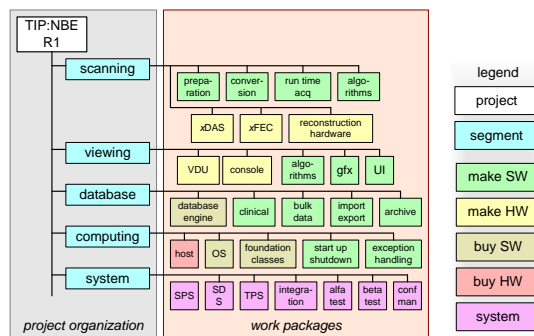 TIP:NBE
R1
scanning
prepa-
ration
conver-
sion
run time
acq
algo-
rithms
xDAS
xFEC
reconstruction
hardware
viewing
VDU
console
algo-
rithms
gfx
UI
database
database
engine
clinical
bulk
data
import
export
archive
computing
host
OS
foundation
classes
start up
shutdown
exception
handling
system
SPS
SD
S
TPS
integra-
tion
alfa
test
beta
test
conf
man
project organization
work packages
legend
project
segment
make SW
make HW
buy SW
buy HW
system